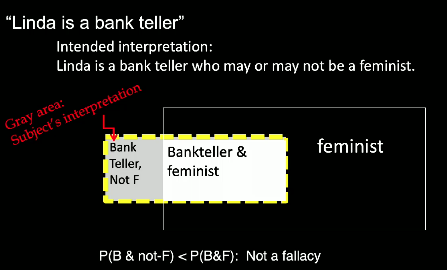 “Linda is a bank teller”
Intended interpretation:
Linda is a bank teller who may or may not be a feminist.
Gray area:
Subject's interpretation
Bank
Teller,
Not F
Bankteller &
feminist
feminist
P(B & not-F) < P(B&F): Not a fallacy